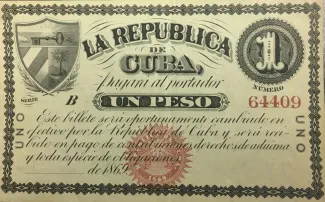 LA REPUBLICA
DE
CUBA,
pagará al portador
UN PESO
1
NÚMERO
64409
SERIE
B
UNO
UNO
Este billete será oportunamente cambiado en
efectivo por la República de Cuba y será reci-
bido en pago de contribuciones, derechos de aduana
y toda especie de obligaciones.
de 1869